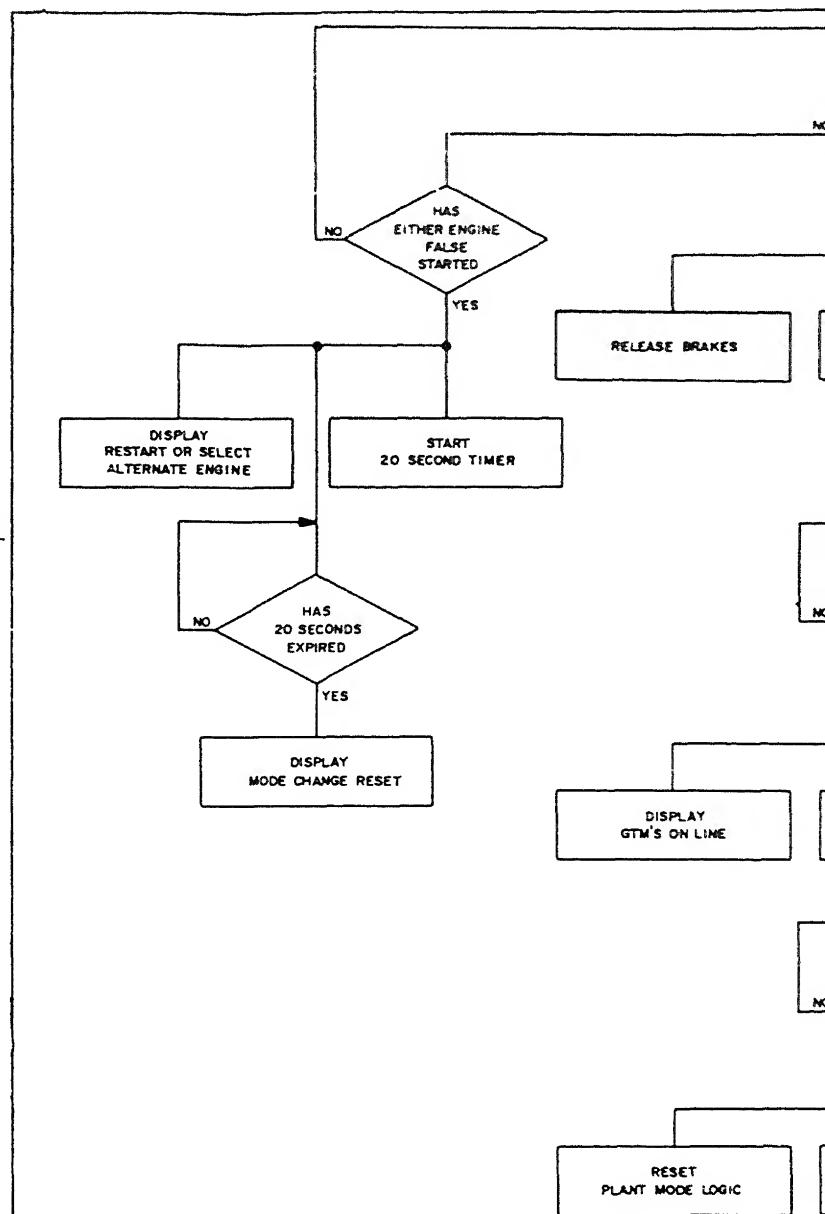 NO
HAS
EITHER ENGINE
FALSE
STARTED
NO
YES
RELEASE BRAKES
DISPLAY
RESTART OR SELECT
ALTERNATE ENGINE
START
20 SECOND TIMER
NO
HAS
20 SECONDS
EXPIRED
NO
YES
DISPLAY
MODE CHANGE RESET
DISPLAY
GTM'S ON LINE
NO
RESET
PLANT MODE LOGIC